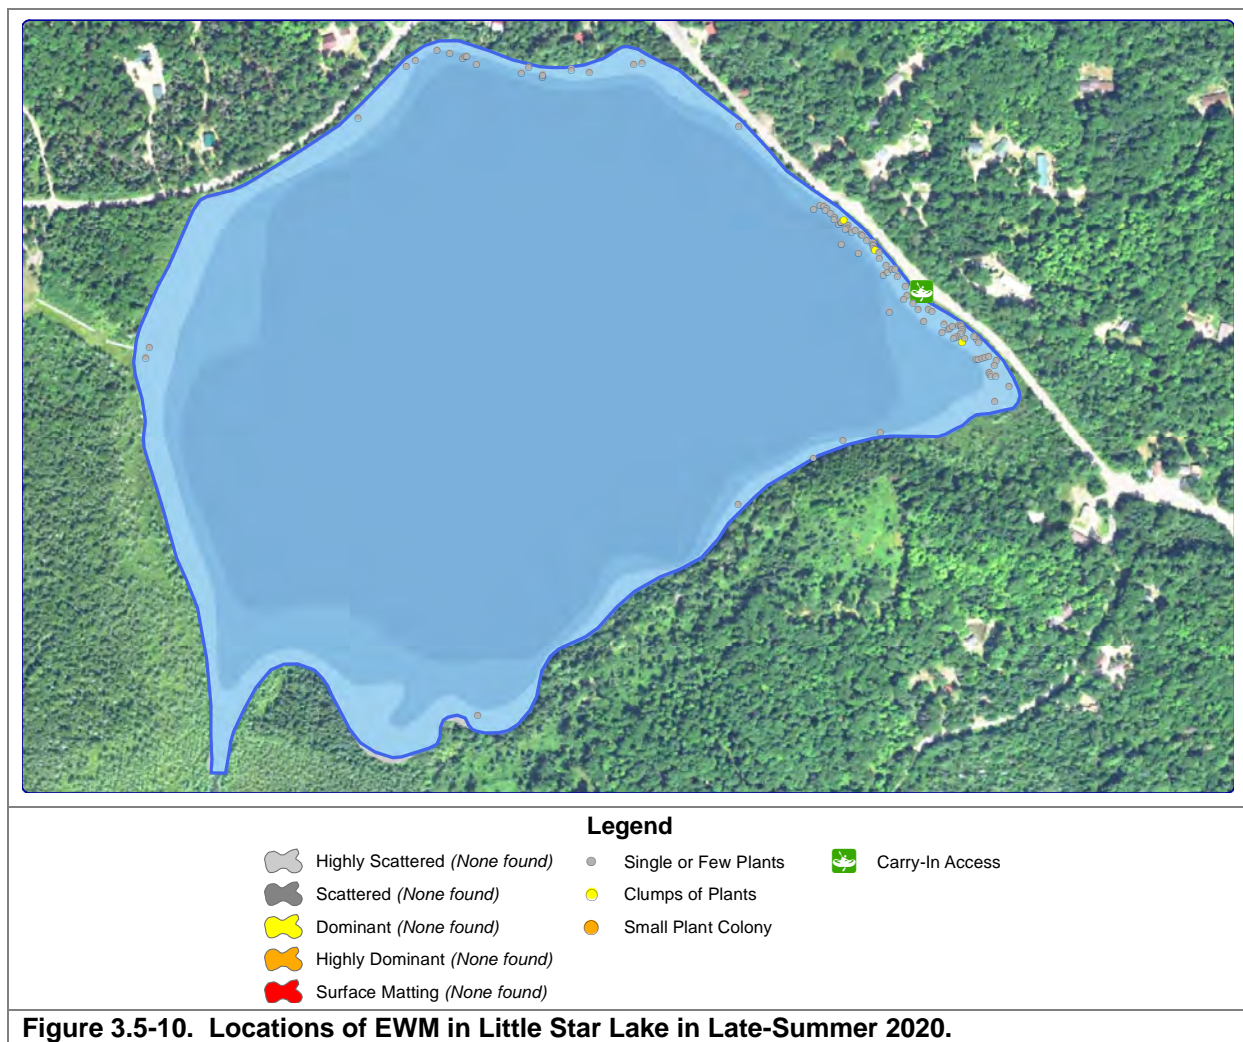 Legend
Highly Scattered (None found)
Single or Few Plants
Carry-In Access
Scattered (None found)
Clumps of Plants
Dominant (None found)
Small Plant Colony
Highly Dominant (None found)
Surface Matting (None found)
Figure 3.5-10. Locations of EWM in Little Star Lake in Late-Summer 2020.